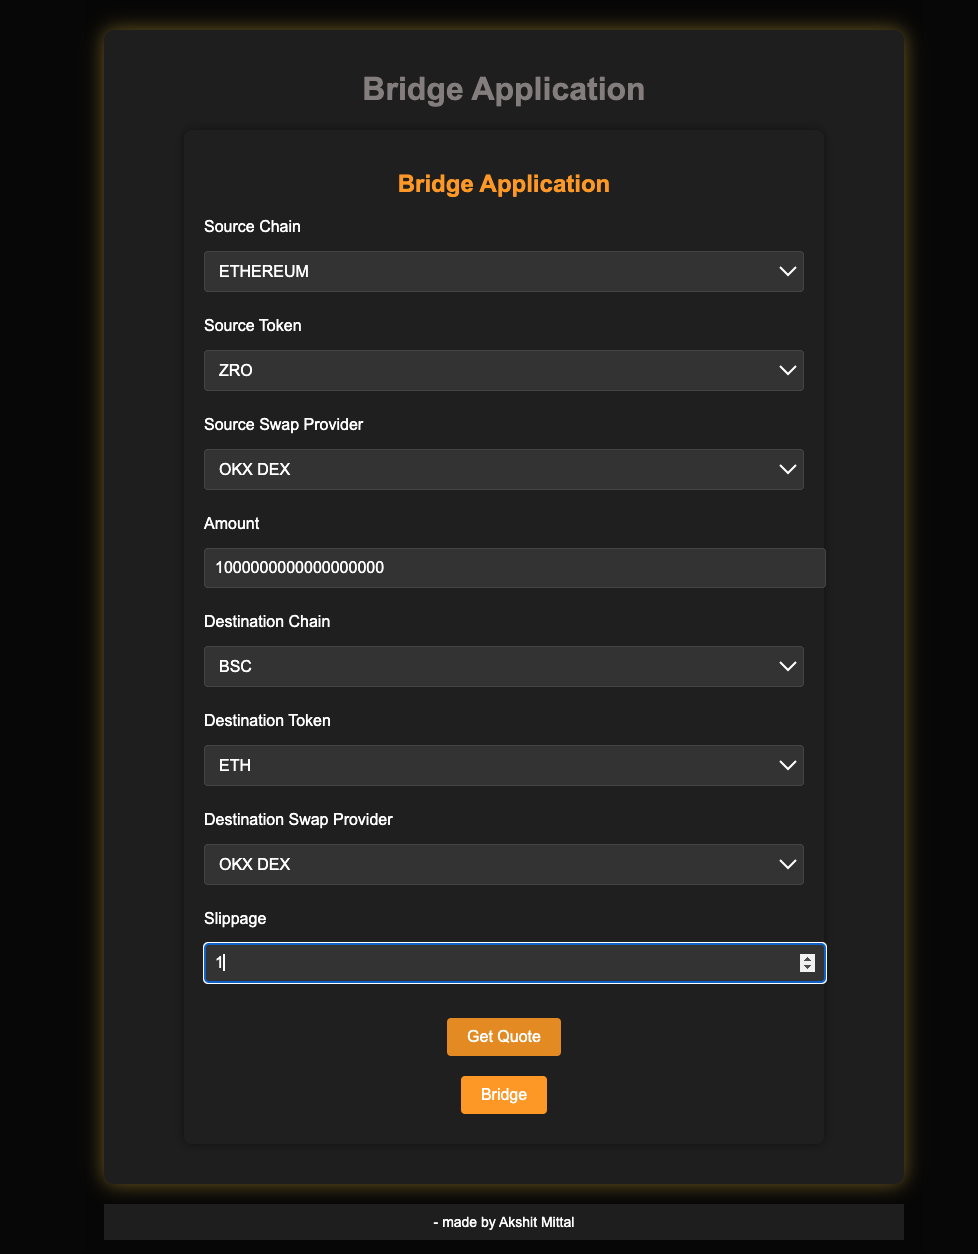 Bridge Application
Bridge Application
Source Chain
ETHEREUM
Source Token
ZRO
Source Swap Provider
OKX DEX
Amount
1000000000000000000
Destination Chain
BSC
Destination Token
ETH
Destination Swap Provider
OKX DEX
Slippage
1
Get Quote
Bridge
- made by Akshit Mittal